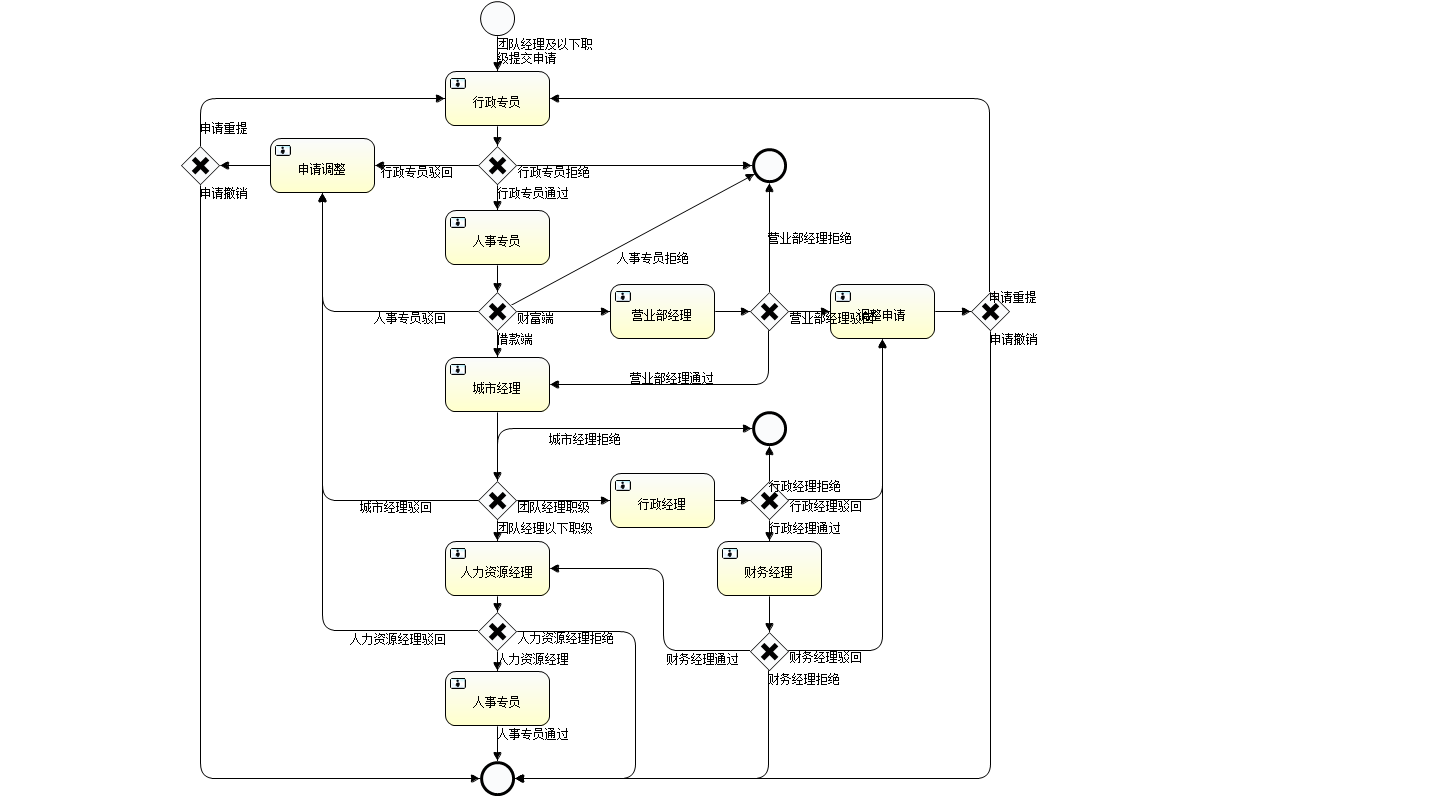 团队经理及以下职
级提交申请
行政专员
申请重提
申请调整
行政专员驳回
行政专员拒绝
申请撤销
行政专员通过
人事专员
营业部经理拒绝
人事专员拒绝
申请重提
人事专员驳回
财富端
营业部经理
营业部经理驳回
调整申请
借款端
申请撤销
城市经理
营业部经理通过
城市经理拒绝
行政经理拒绝
城市经理驳回
团队经理职级
行政经理
行政经理驳回
团队经理以下职级
行政经理通过
人力资源经理
财务经理
人力资源经理驳回
人力资源经理拒绝
人力资源经理
财务经理通过
财务经理驳回
财务经理拒绝
人事专员
人事专员通过